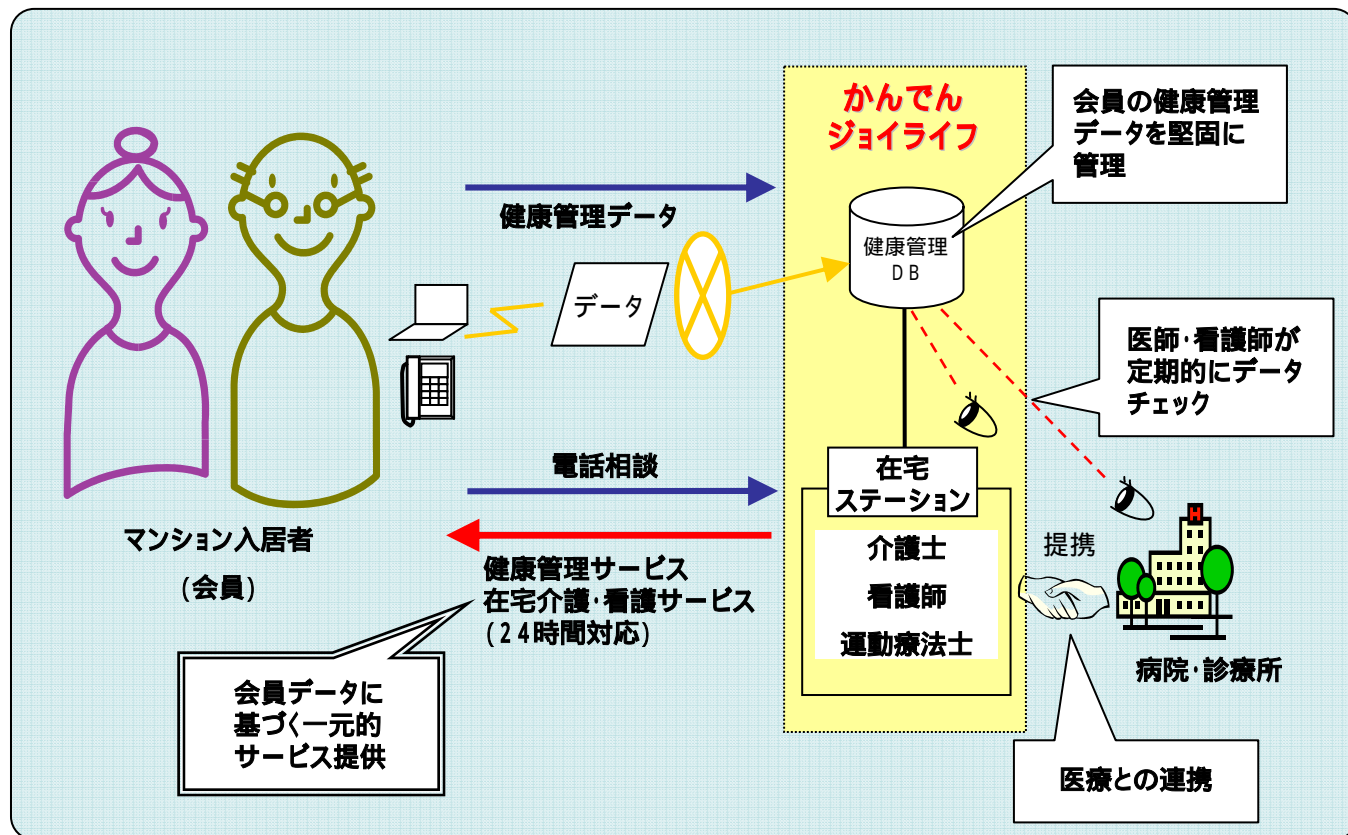 かんでん
ジョイライフ
会員の健康管理
データを堅固に
管理
健康管理データ
健康管理
DB
データ
医師・看護師が
定期的にデータ
チェック
電話相談
在宅
ステーション
マンション入居者
(会員)
健康管理サービス
在宅介護・看護サービス
(24時間対応)
介護士
看護師
運動療法士
提携
H
病院・診療所
会員データに
基づく一元的
サービス提供
医療との連携